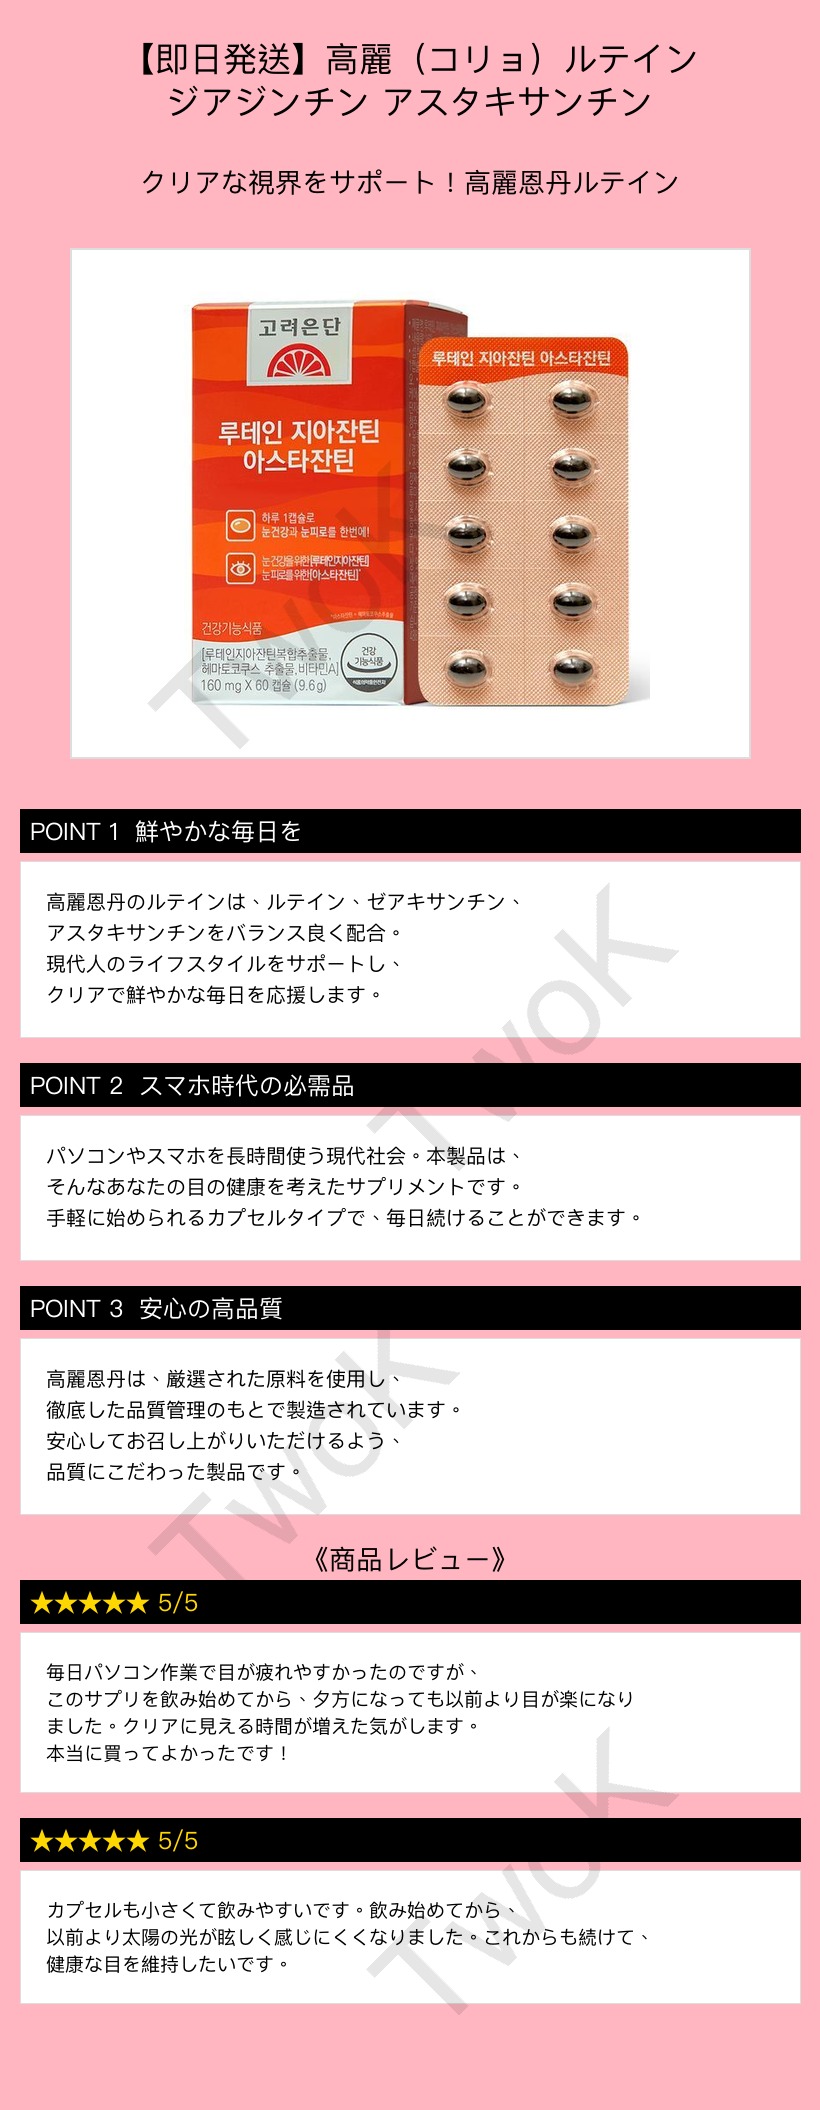 【即日発送】高麗（コリョ）ルテイン
ジアジンチン アスタキサンチン
クリアな視界をサポート！高麗恩丹ルテイン
고려은단
루테인 지아잔틴
아스타잔틴
하루 1캡슐로
눈건강과 눈피로를 한번에!
눈건강을위한[루테인지아잔틴]
눈피로를위한[아스타잔틴]*
건강기능식품
[루테인지아잔틴복합추출물,
헤마토코쿠스 추출물, 비타민A]
160 mg X 60 캡슐 (9.6g)
건강
기능식품
식품의약품안전처
루테인 지아잔틴 아스타잔틴
TwoK
POINT 1 鮮やかな毎日を
高麗恩丹のルテインは、ルテイン、ゼアキサンチン、
アスタキサンチンをバランス良く配合。
現代人のライフスタイルをサポートし、
クリアで鮮やかな毎日を応援します。
TwoK
POINT 2 スマホ時代の必需品
パソコンやスマホを長時間使う現代社会。本製品は、
そんなあなたの目の健康を考えたサプリメントです。
手軽に始められるカプセルタイプで、毎日続けることができます。
POINT 3 安心の高品質
高麗恩丹は、厳選された原料を使用し、
徹底した品質管理のもとで製造されています。
安心してお召し上がりいただけるよう、
品質にこだわった製品です。
TwoK
《商品レビュー》
★★★★★ 5/5
毎日パソコン作業で目が疲れやすかったのですが、
このサプリを飲み始めてから、夕方になっても以前より目が楽になり
ました。クリアに見える時間が増えた気がします。
本当に買ってよかったです！
★★★★★ 5/5
カプセルも小さくて飲みやすいです。飲み始めてから、
以前より太陽の光が眩しく感じにくくなりました。これからも続けて、
健康な目を維持したいです。
TwoK